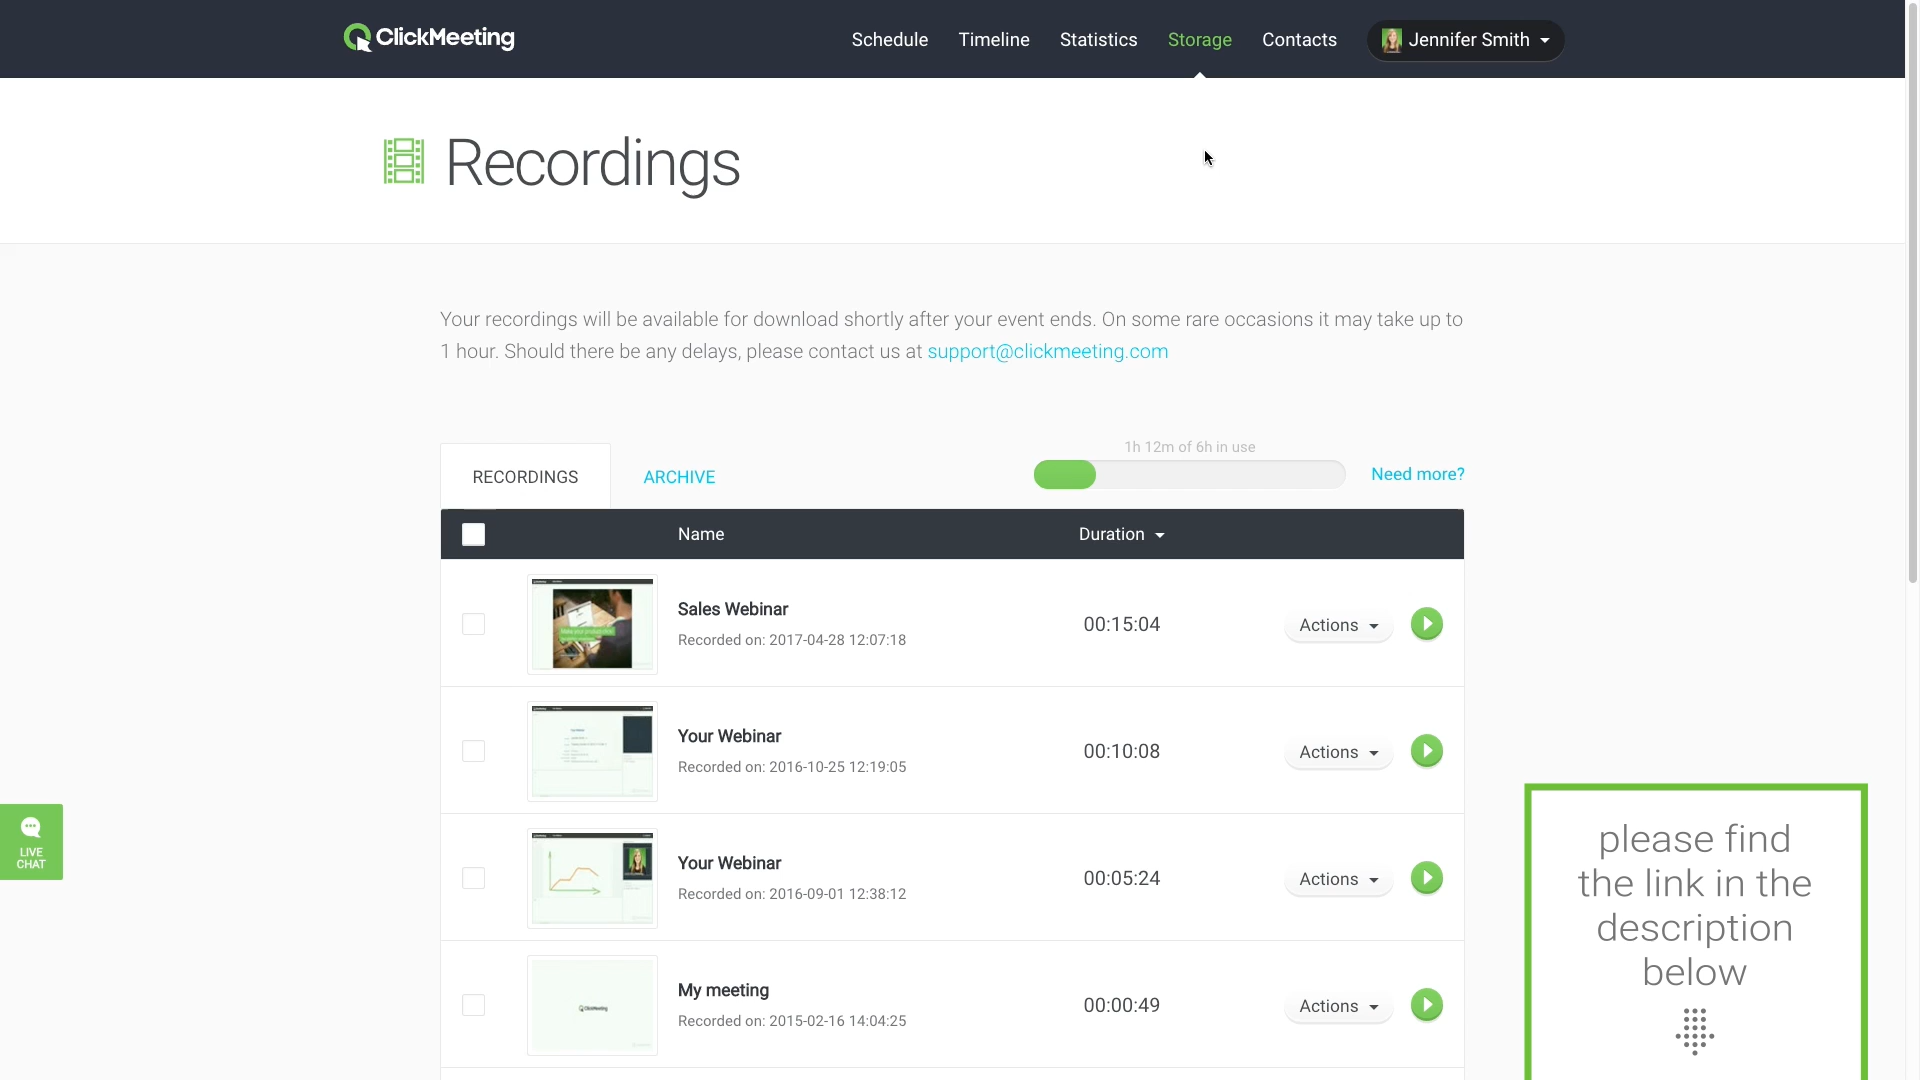 ClickMeeting
Schedule Timeline Statistics Storage Contacts Jennifer Smith
Recordings
Your recordings will be available for download shortly after your event ends. On some rare occasions it may take up to
1 hour. Should there be any delays, please contact us at support@clickmeeting.com
1h 12m of 6h in use
RECORDINGS ARCHIVE Need more?
Name Duration
Sales Webinar
Recorded on: 2017-04-28 12:07:18
00:15:04 Actions
Your Webinar
Recorded on: 2016-10-25 12:19:05
00:10:08 Actions
Your Webinar
Recorded on: 2016-09-01 12:38:12
00:05:24 Actions
ClickMeeting
My meeting
Recorded on: 2015-02-16 14:04:25
00:00:49 Actions
LIVE
CHAT
please find
the link in the
description
below